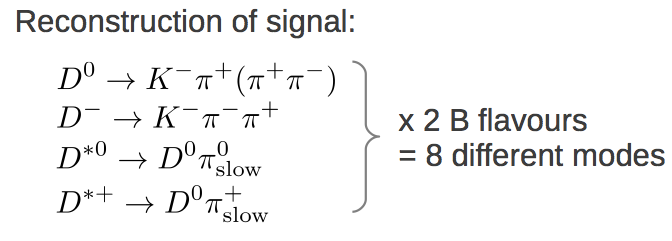 Reconstruction of signal:
D⁰ → K⁻π⁺(π⁺π⁻)
D⁻ → K⁻π⁻π⁺
D*⁰ → D⁰π⁰slow
D*⁺ → D⁰π⁺slow
x 2 B flavours
= 8 different modes